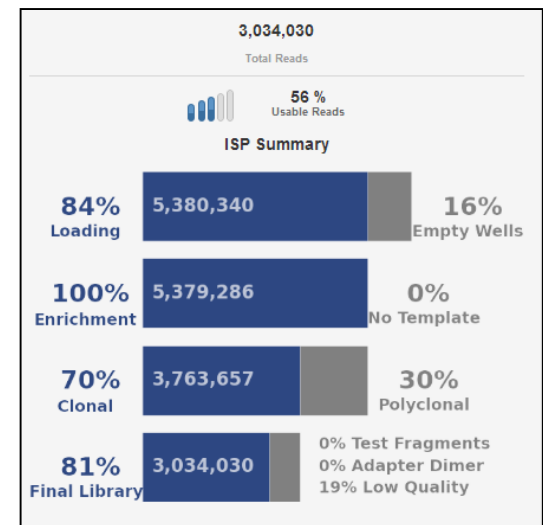 3,034,030
Total Reads
56 %
Usable Reads
ISP Summary
84%
Loading
5,380,340
16%
Empty Wells
100%
Enrichment
5,379,286
0%
No Template
70%
Clonal
3,763,657
30%
Polyclonal
81%
Final Library
3,034,030
0% Test Fragments
0% Adapter Dimer
19% Low Quality